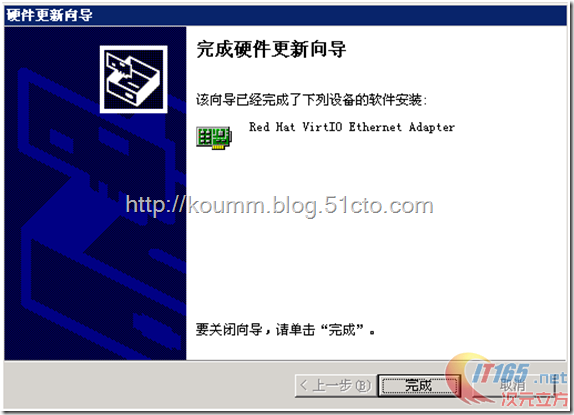 硬件更新向导
完成硬件更新向导
该向导已经完成了下列设备的软件安装:
Red Hat VirtIO Ethernet Adapter
http://koumm.blog.51cto.com
要关闭向导,请单击“完成”。
< 上一步(B)
完成
取消
IT165.net
次元立方